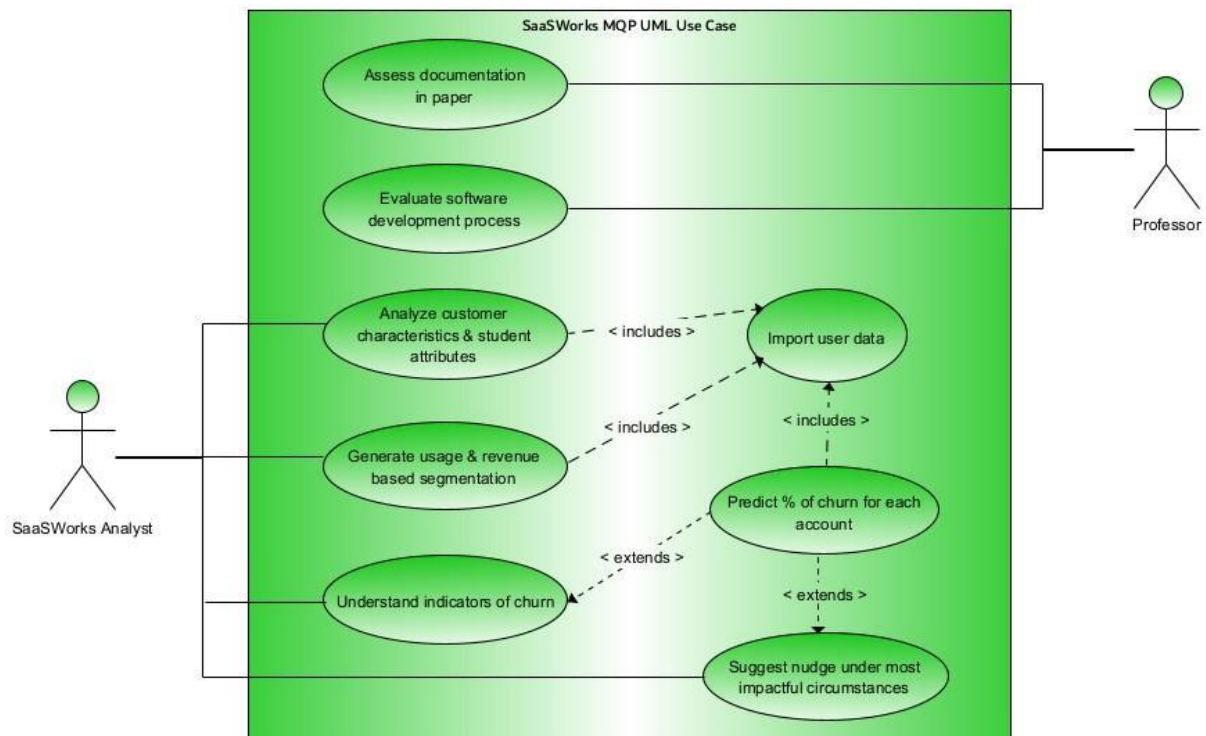 SaaSWorks MQP UML Use Case
Assess documentation
in paper
Professor
Evaluate software
development process
Analyze customer
characteristics & student
attributes
< includes >
Import user data
SaaSWorks Analyst
Generate usage & revenue
based segmentation
< includes >
< includes >
Predict % of churn for each
account
< extends >
Understand indicators of churn
< extends >
Suggest nudge under most
impactful circumstances